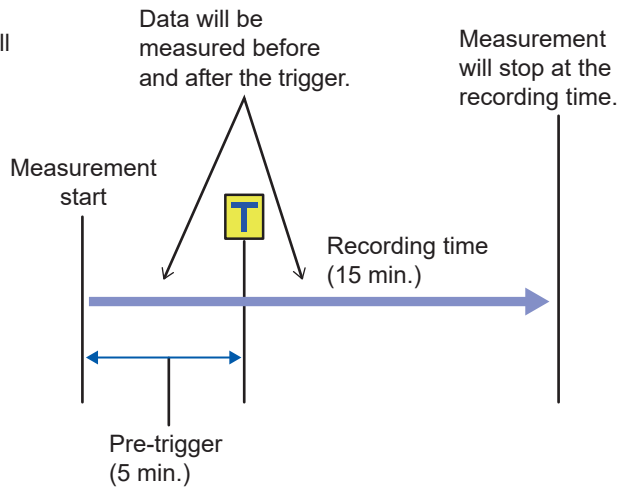 ll
Data will be
measured before
and after the trigger.
Measurement
will stop at the
recording time.
Measurement
start
T
Recording time
(15 min.)
Pre-trigger
(5 min.)